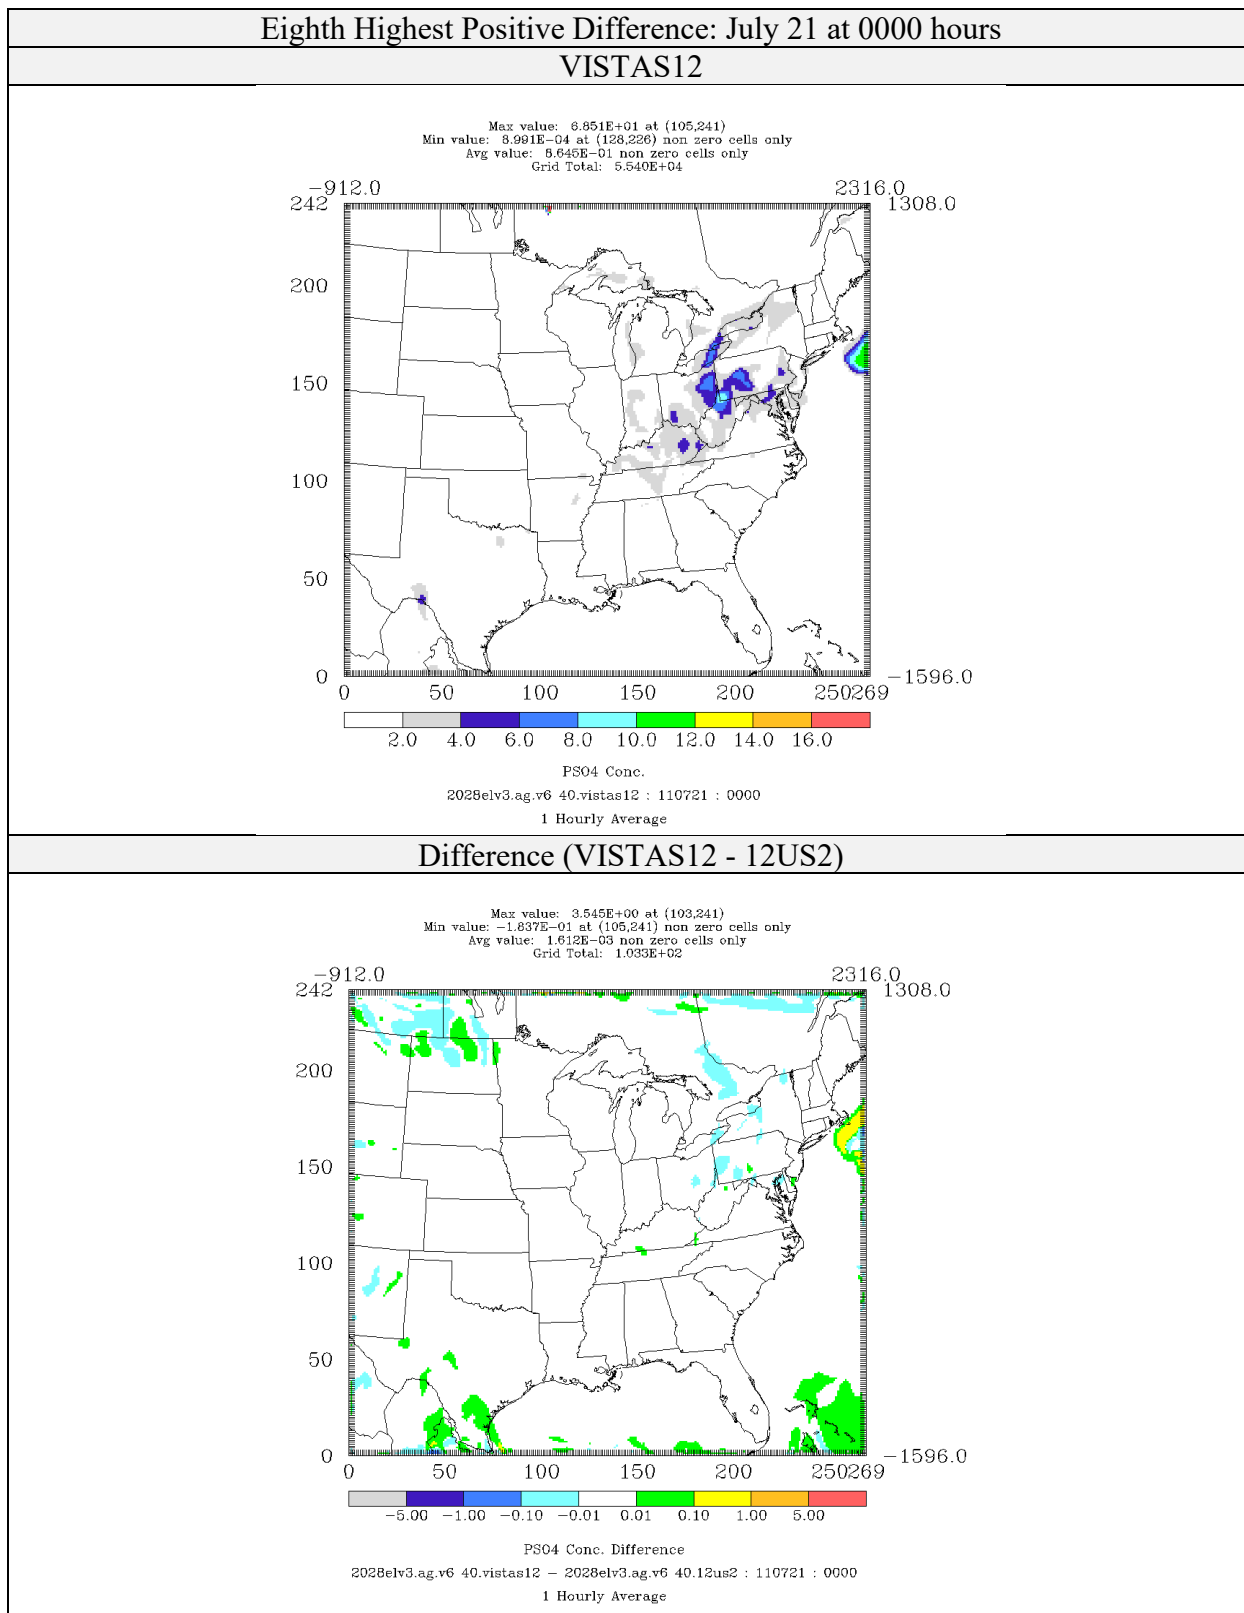 Eighth Highest Positive Difference: July 21 at 0000 hours
VISTAS12
Max value: 6.851E+01 at (105,241)
Min value: 8.991E-04 at (128,226) non zero cells only
Avg value: 8.645E-01 non zero cells only
Grid Total: 5.540E+04
-912.0 2316.0
242 1308.0
200
150
100
50
0 -1596.0
0 50 100 150 200 250269
2.0 4.0 6.0 8.0 10.0 12.0 14.0 16.0
PSO4 Conc.
2028elv3.ag.v6 40.vistas12 : 110721 : 0000
1 Hourly Average
Difference (VISTAS12 - 12US2)
Max value: 3.545E+00 at (103,241)
Min value: -1.837E-01 at (105,241) non zero cells only
Avg value: 1.612E-03 non zero cells only
Grid Total: 1.033E+02
-912.0 2316.0
242 1308.0
200
150
100
50
0 -1596.0
0 50 100 150 200 250269
-5.00 -1.00 -0.10 -0.01 0.01 0.10 1.00 5.00
PSO4 Conc. Difference
2028elv3.ag.v6 40.vistas12 - 2028elv3.ag.v6 40.12us2 : 110721 : 0000
1 Hourly Average